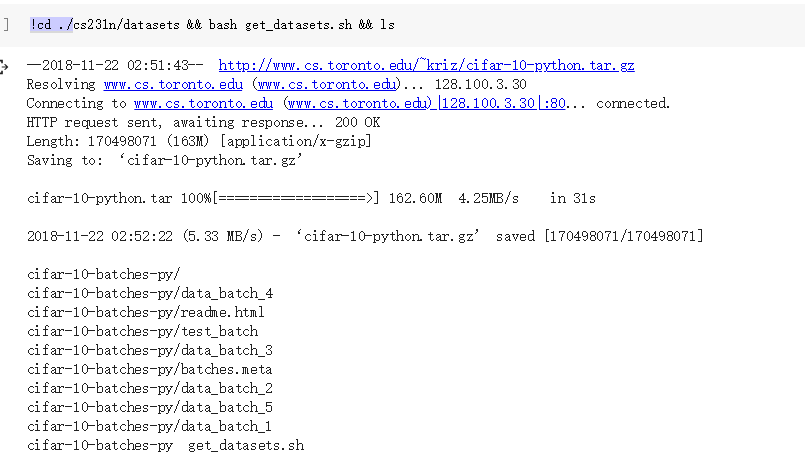 !cd ./cs231n/datasets && bash get_datasets.sh && ls
--2018-11-22 02:51:43-- http://www.cs.toronto.edu/~kriz/cifar-10-python.tar.gz
Resolving www.cs.toronto.edu (www.cs.toronto.edu)... 128.100.3.30
Connecting to www.cs.toronto.edu (www.cs.toronto.edu)|128.100.3.30|:80... connected.
HTTP request sent, awaiting response... 200 OK
Length: 170498071 (163M) [application/x-gzip]
Saving to: ‘cifar-10-python.tar.gz’
cifar-10-python.tar 100%[===================>] 162.60M 4.25MB/s in 31s
2018-11-22 02:52:22 (5.33 MB/s) - ‘cifar-10-python.tar.gz’ saved [170498071/170498071]
cifar-10-batches-py/
cifar-10-batches-py/data_batch_4
cifar-10-batches-py/readme.html
cifar-10-batches-py/test_batch
cifar-10-batches-py/data_batch_3
cifar-10-batches-py/batches.meta
cifar-10-batches-py/data_batch_2
cifar-10-batches-py/data_batch_5
cifar-10-batches-py/data_batch_1
cifar-10-batches-py get_datasets.sh